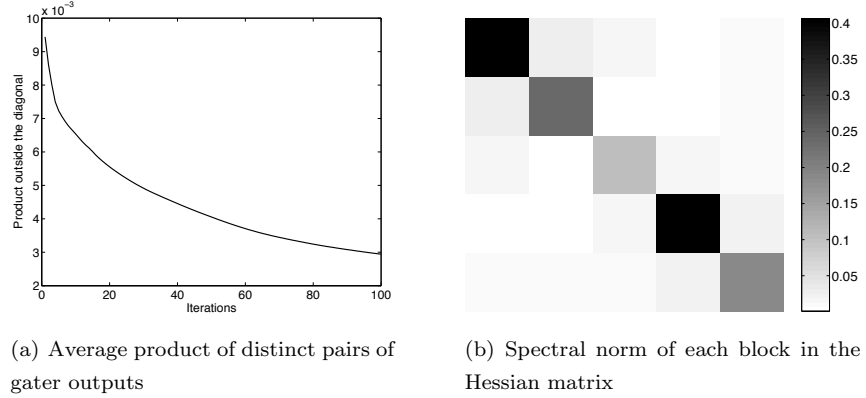 10 × 10⁻³
9
8
7
6
5
4
3
2
0 20 40 60 80 100
Product outside the diagonal
Iterations
0.4
0.35
0.3
0.25
0.2
0.15
0.1
0.05
(a) Average product of distinct pairs of
gater outputs
(b) Spectral norm of each block in the
Hessian matrix